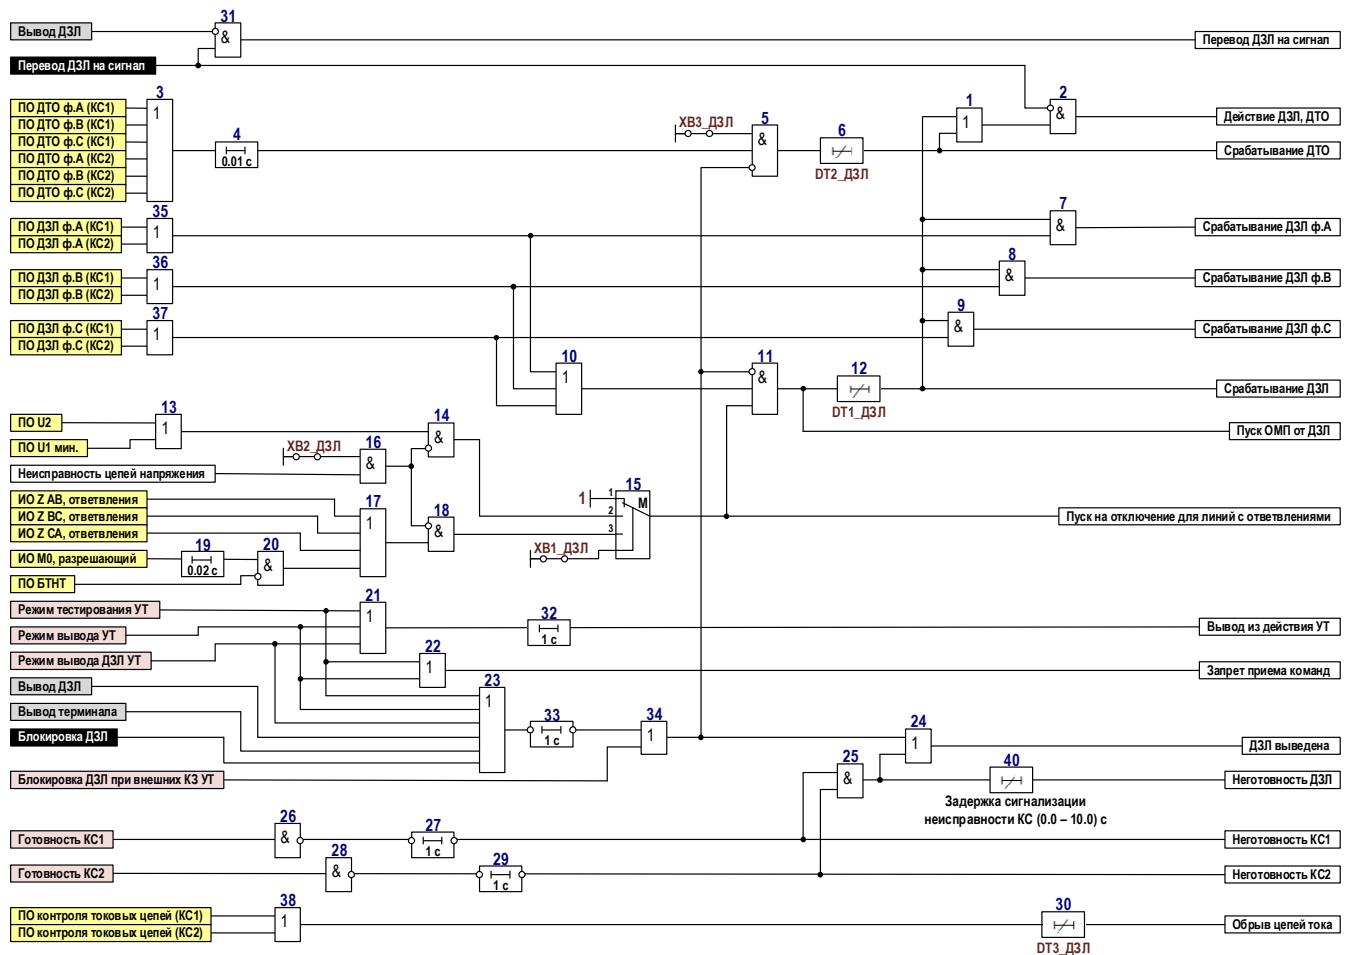 31
Вывод ДЗЛ
&
Перевод ДЗЛ на сигнал
Перевод ДЗЛ на сигнал
3
ПО ДТО ф.А (КС1)
ПО ДТО ф.В (КС1)
ПО ДТО ф.С (КС1)
ПО ДТО ф.А (КС2)
ПО ДТО ф.В (КС2)
ПО ДТО ф.С (КС2)
1
4
0.01 с
ХВ3_ДЗЛ
5
&
6
DT2_ДЗЛ
1
1
2
&
Действие ДЗЛ, ДТО
Срабатывание ДТО
35
ПО ДЗЛ ф.А (КС1)
ПО ДЗЛ ф.А (КС2)
1
7
&
Срабатывание ДЗЛ ф.А
36
ПО ДЗЛ ф.В (КС1)
ПО ДЗЛ ф.В (КС2)
1
8
&
Срабатывание ДЗЛ ф.В
37
ПО ДЗЛ ф.С (КС1)
ПО ДЗЛ ф.С (КС2)
1
9
&
Срабатывание ДЗЛ ф.С
10
1
11
&
12
DT1_ДЗЛ
Срабатывание ДЗЛ
Пуск ОМП от ДЗЛ
13
ПО U2
ПО U1 мин.
1
14
&
ХВ2_ДЗЛ
16
&
Неисправность цепей напряжения
ИО Z АВ, ответвления
ИО Z ВС, ответвления
ИО Z СА, ответвления
17
1
18
&
15
1
1
2
3
М
ХВ1_ДЗЛ
Пуск на отключение для линий с ответвлениями
ИО М0, разрешающий
19
0.02 с
20
&
ПО БТНТ
Режим тестирования УТ
Режим вывода УТ
Режим вывода ДЗЛ УТ
21
1
32
1 с
Вывод из действия УТ
22
1
Запрет приема команд
Вывод ДЗЛ
Вывод терминала
Блокировка ДЗЛ
23
1
33
1 с
34
1
24
1
ДЗЛ выведена
Блокировка ДЗЛ при внешних КЗ УТ
25
&
40
Неготовность ДЗЛ
Задержка сигнализации
неисправности КС (0.0 – 10.0) с
26
Готовность КС1
&
27
1 с
Неготовность КС1
28
Готовность КС2
&
29
1 с
Неготовность КС2
38
ПО контроля токовых цепей (КС1)
ПО контроля токовых цепей (КС2)
1
30
DT3_ДЗЛ
Обрыв цепей тока